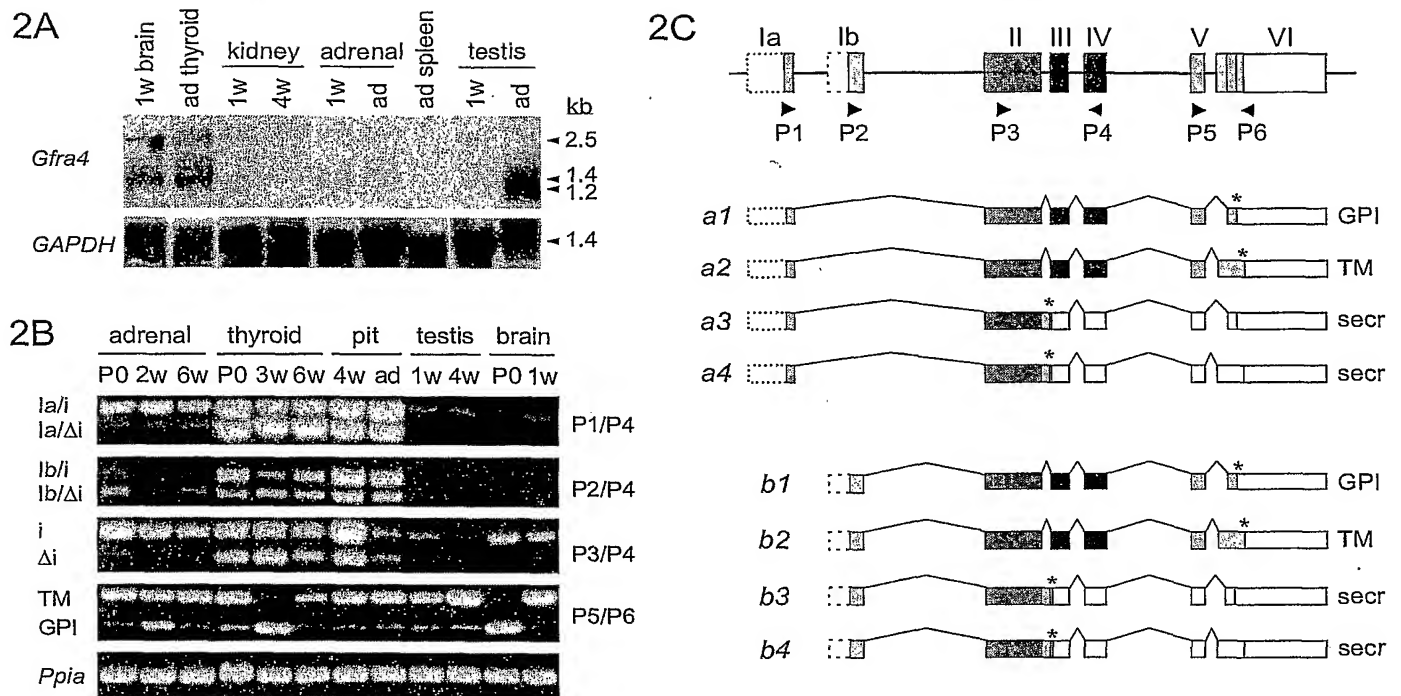 2A
1w brain
ad thyroid
kidney
1w
4w
adrenal
1w
ad
ad spleen
testis
1w
ad
kb
Gfra4
2.5
1.4
1.2
GAPDH
1.4
2B
adrenal thyroid pit testis brain
P0 2w 6w P0 3w 6w 4w ad 1w 4w P0 1w
Ia/i
Ia/Δi
P1/P4
Ib/i
Ib/Δi
P2/P4
i
Δi
P3/P4
TM
GPI
P5/P6
Ppia
2C
Ia Ib II III IV V VI
P1 P2 P3 P4 P5 P6
a1 * GPI
a2 * TM
a3 * secr
a4 * secr
b1 * GPI
b2 * TM
b3 * secr
b4 * secr